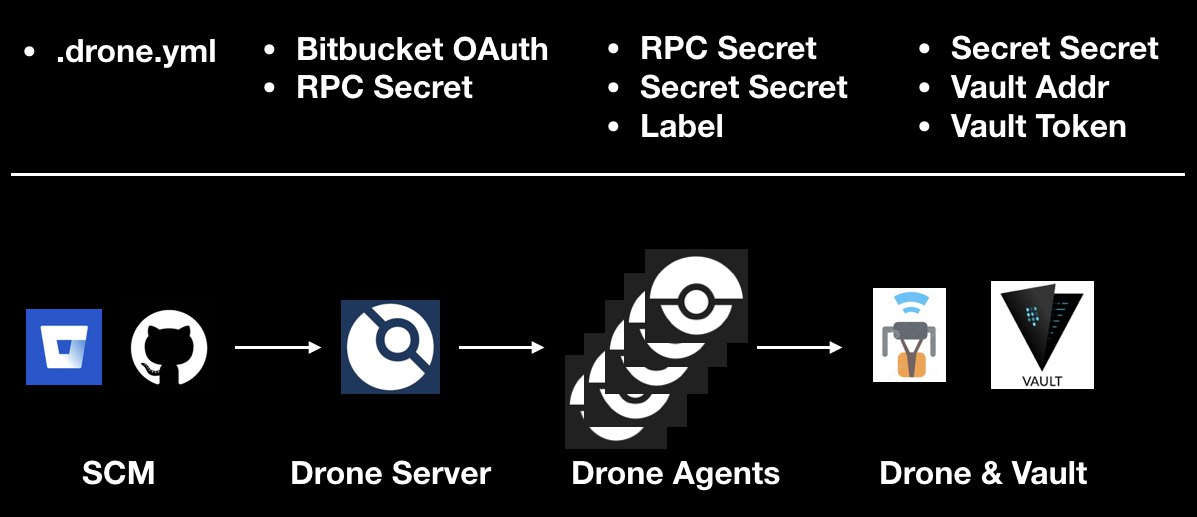 • .drone.yml
• Bitbucket OAuth
• RPC Secret
• RPC Secret
• Secret Secret
• Label
• Secret Secret
• Vault Addr
• Vault Token
VAULT
SCM
Drone Server
Drone Agents
Drone & Vault